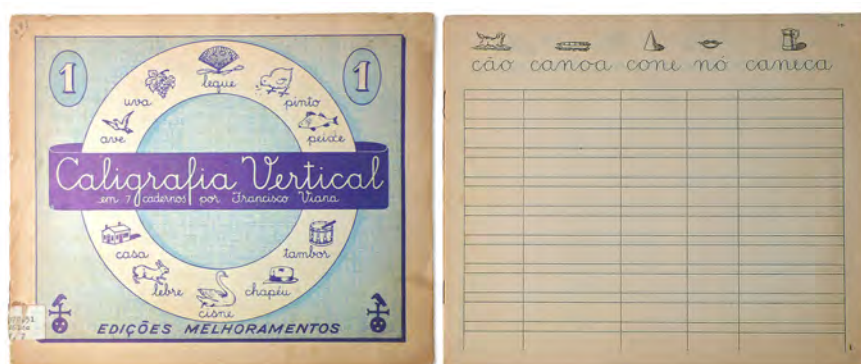 1
1
leque
uva
pinto
ave
peixe
Caligrafia Vertical
em 7 cadernos por Francisco Viana
casa
tambor
lebre
chapéu
cisne
EDIÇÕES MELHORAMENTOS
cão canoa cone nó caneca
1